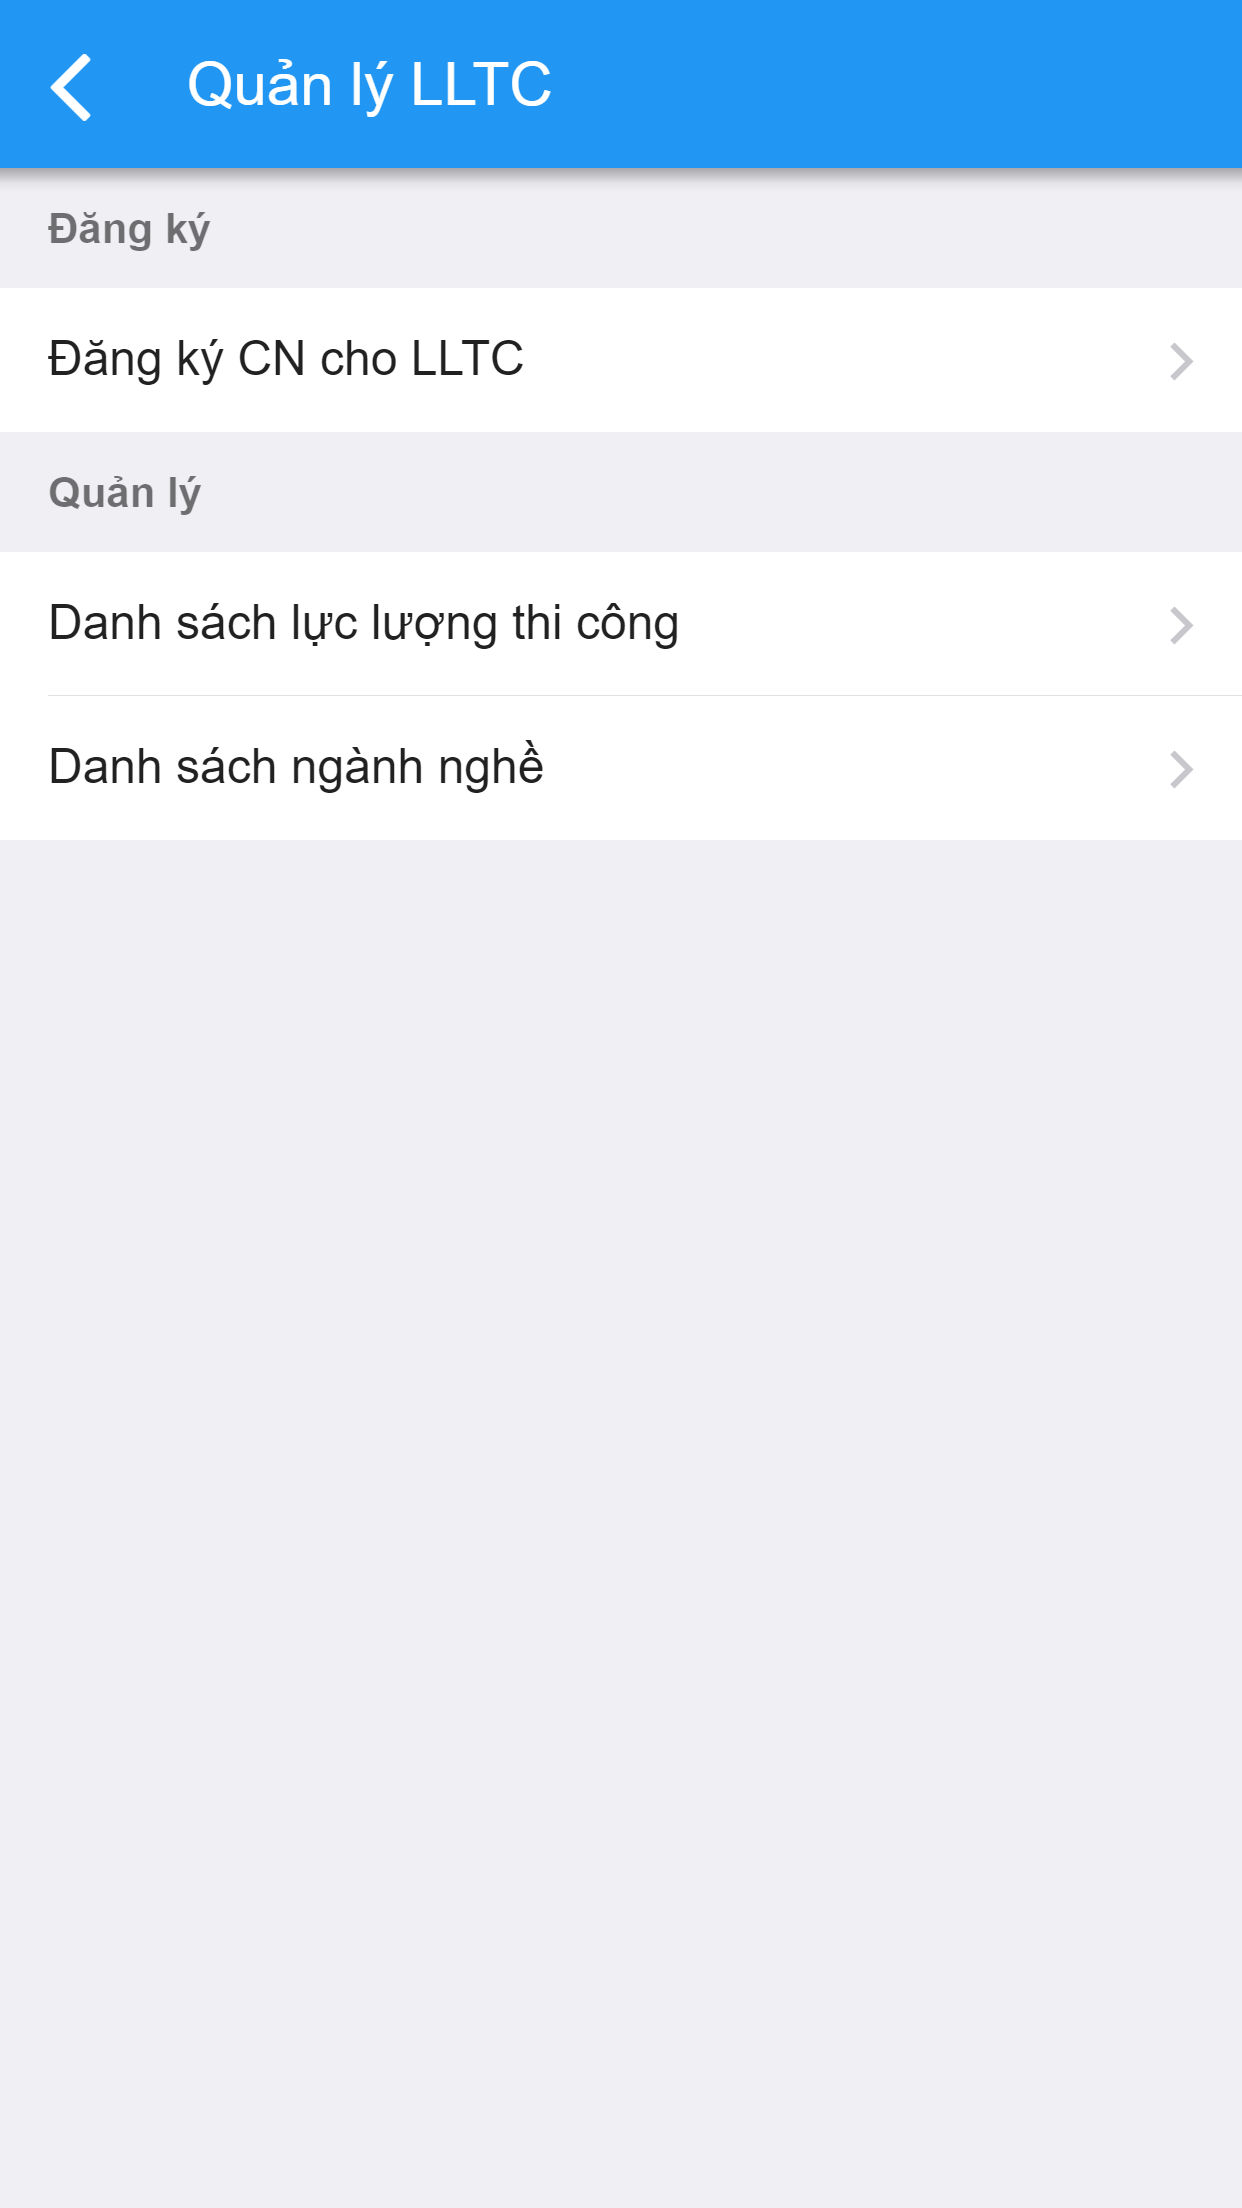 Quản lý LLTC
Đăng ký
Đăng ký CN cho LLTC
Quản lý
Danh sách lực lượng thi công
Danh sách ngành nghề